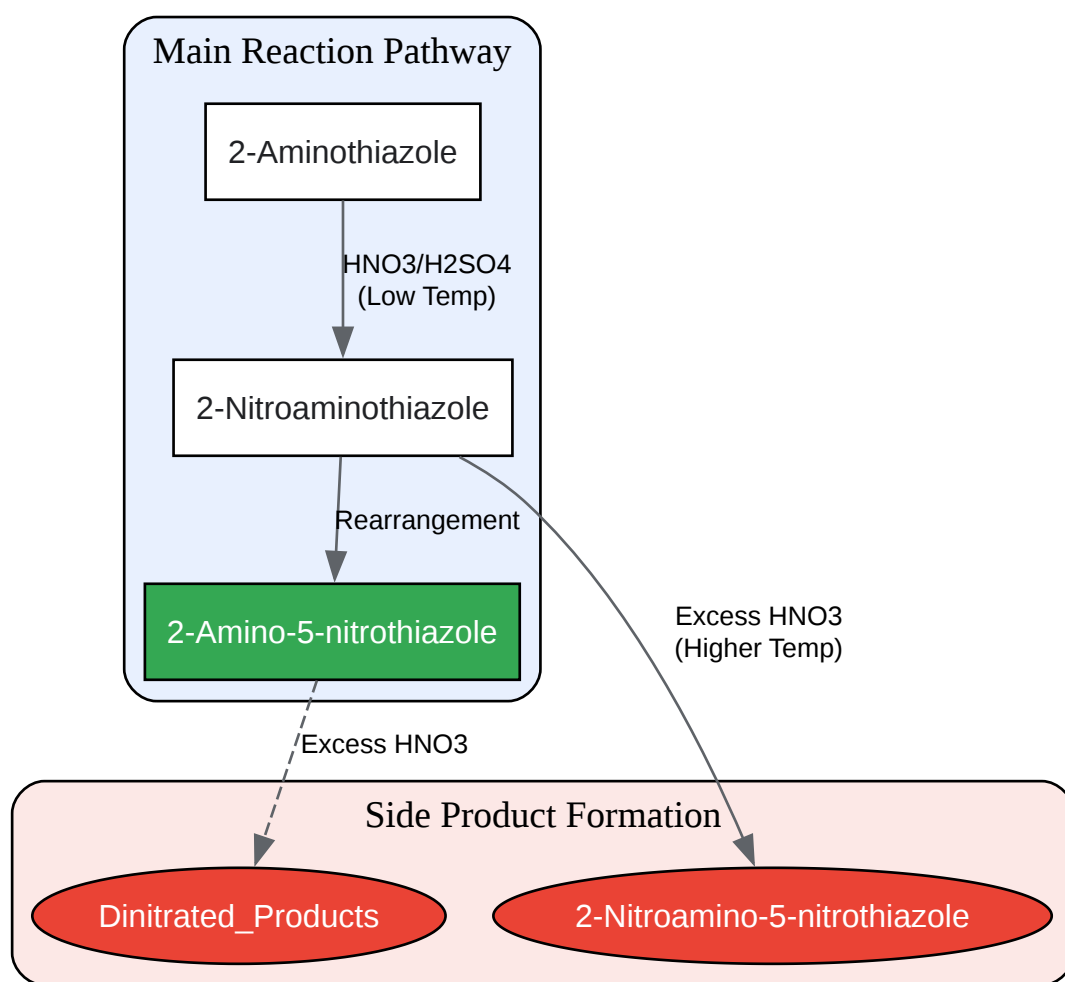 Main Reaction Pathway
2-Aminothiazole
HNO3/H2SO4
(Low Temp)
2-Nitroaminothiazole
Rearrangement
2-Amino-5-nitrothiazole
Excess HNO3
(Higher Temp)
Excess HNO3
Side Product Formation
Dinitrated_Products
2-Nitroamino-5-nitrothiazole